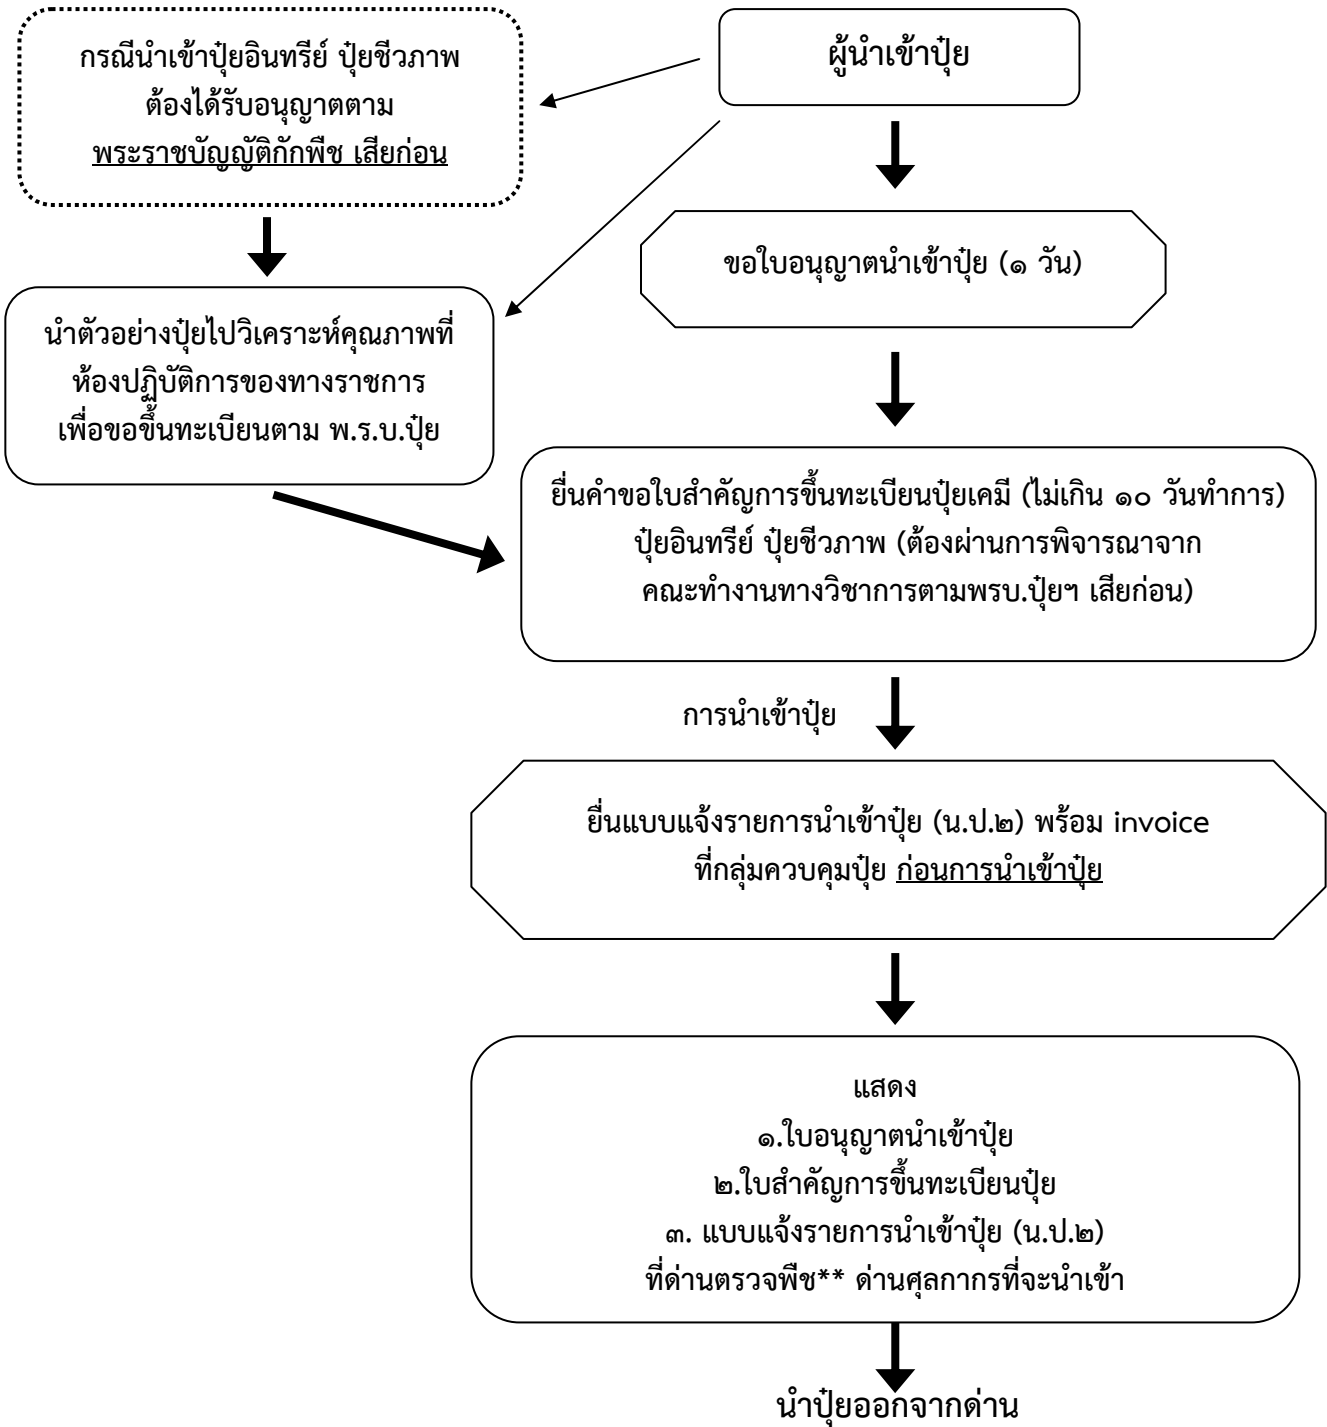 กรณีนำเข้าปุ๋ยอินทรีย์ ปุ๋ยชีวภาพ
ต้องได้รับอนุญาตตาม
พระราชบัญญัติกักพืช เสียก่อน
ผู้นำเข้าปุ๋ย
ขอใบอนุญาตนำเข้าปุ๋ย (๑ วัน)
นำตัวอย่างปุ๋ยไปวิเคราะห์คุณภาพที่
ห้องปฏิบัติการของทางราชการ
เพื่อขอขึ้นทะเบียนตาม พ.ร.บ.ปุ๋ย
ยื่นคำขอใบสำคัญการขึ้นทะเบียนปุ๋ยเคมี (ไม่เกิน ๑๐ วันทำการ)
ปุ๋ยอินทรีย์ ปุ๋ยชีวภาพ (ต้องผ่านการพิจารณาจาก
คณะทำงานทางวิชาการตามพรบ.ปุ๋ยฯ เสียก่อน)
การนำเข้าปุ๋ย
ยื่นแบบแจ้งรายการนำเข้าปุ๋ย (น.ป.๒) พร้อม invoice
ที่กลุ่มควบคุมปุ๋ย ก่อนการนำเข้าปุ๋ย
แสดง
๑.ใบอนุญาตนำเข้าปุ๋ย
๒.ใบสำคัญการขึ้นทะเบียนปุ๋ย
๓. แบบแจ้งรายการนำเข้าปุ๋ย (น.ป.๒)
ที่ด่านตรวจพืช** ด่านศุลกากรที่จะนำเข้า
นำปุ๋ยออกจากด่าน